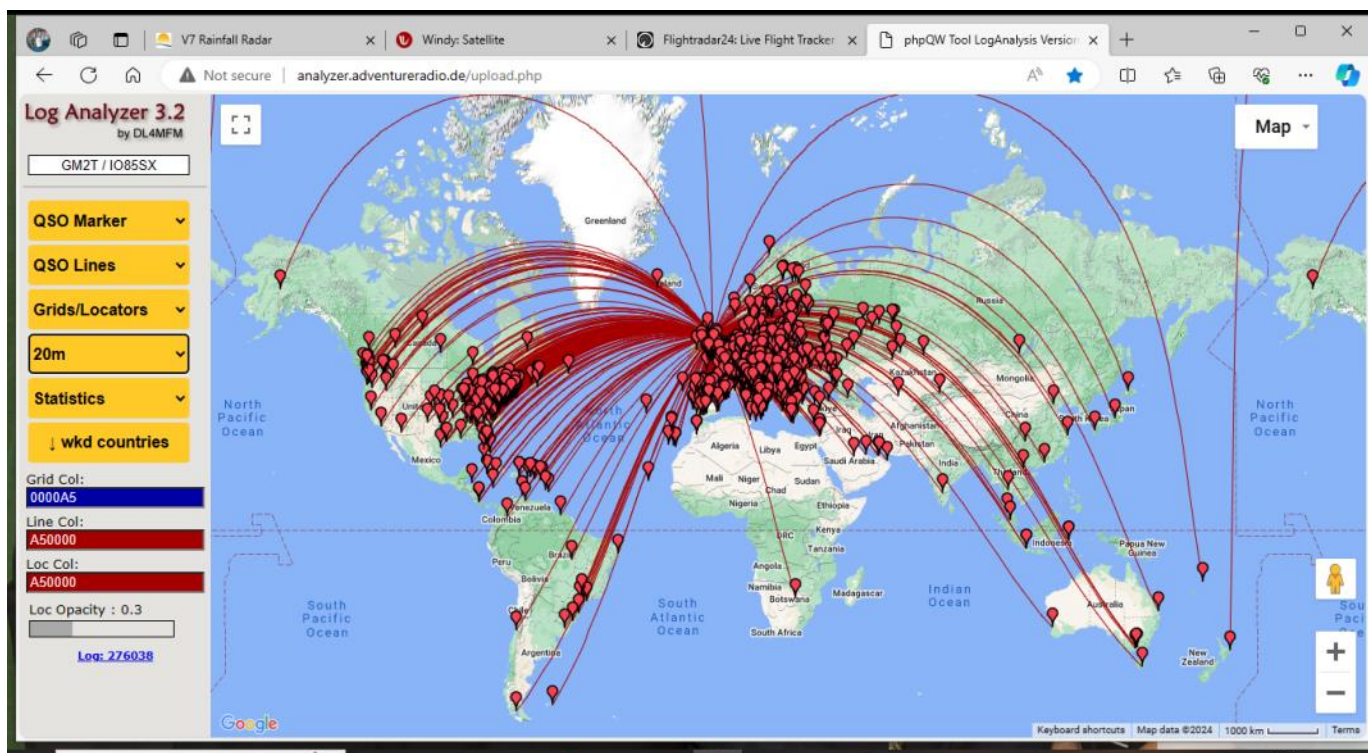 V7 Rainfall Radar
Windy: Satellite
Flightradar24: Live Flight Tracker
phpQW Tool LogAnalysis Version
Not secure
analyzer.adventureradio.de/upload.php
Log Analyzer 3.2
by DL4MFM
GM2T / IO85SX
QSO Marker
QSO Lines
Grids/Locators
20m
Statistics
↓ wkd countries
Grid Col:
0000A5
Line Col:
A50000
Loc Col:
A50000
Loc Opacity : 0.3
Log: 276038
Map
Greenland
Russia
Kazakhstan
Mongolia
China
North
Pacific
Ocean
North
Pacific
Ocean
Mexico
Algeria
Libya
Egypt
Iraq
Iran
Afghanistan
Pakistan
Saudi Arabia
India
Thailand
Mali
Niger
Chad
Sudan
Nigeria
Ethiopia
Venezuela
Colombia
DRC
Kenya
Tanzania
Indonesia
Papua New
Guinea
Peru
Brazil
Bolivia
Angola
Namibia
Botswana
Madagascar
Indian
Ocean
South
Pacific
Ocean
Chile
South
Atlantic
Ocean
South Africa
Argentina
New
Zealand
Google
Keyboard shortcuts
Map data ©2024
1000 km
Terms